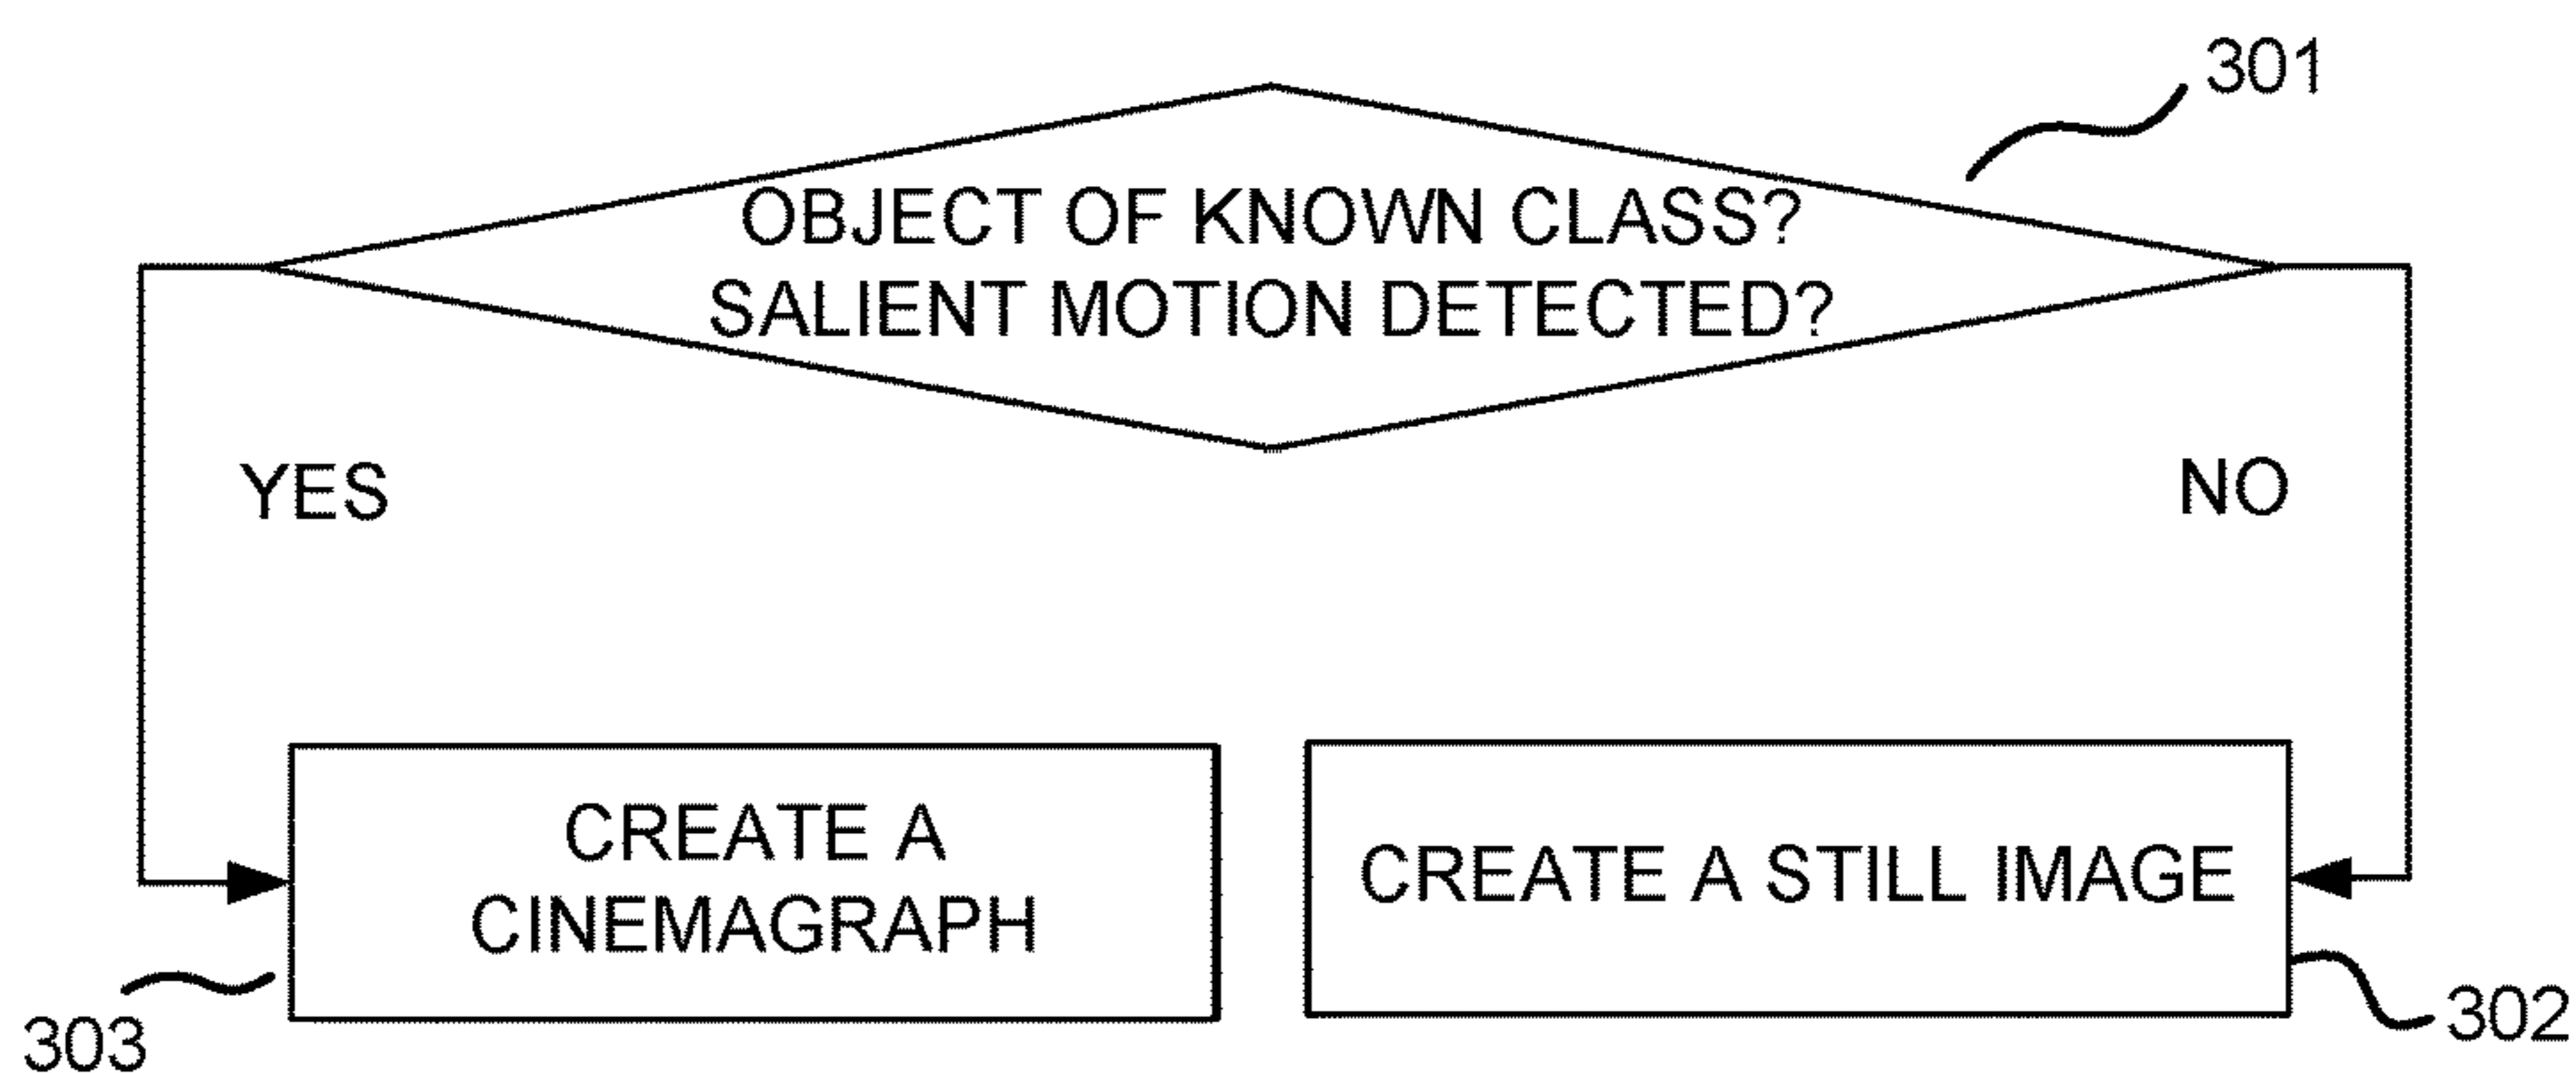 301
OBJECT OF KNOWN CLASS?
SALIENT MOTION DETECTED?
YES
NO
CREATE A
CINEMAGRAPH
CREATE A STILL IMAGE
303
302